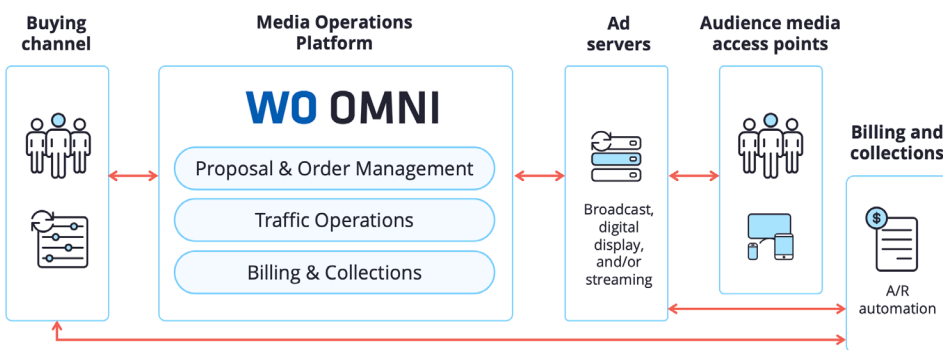 Buying
channel
Media Operations
Platform
Ad
servers
Audience media
access points
WO OMNI
Proposal & Order Management
Traffic Operations
Billing & Collections
Broadcast,
digital
display,
and/or
streaming
Billing and
collections
$
A/R
automation